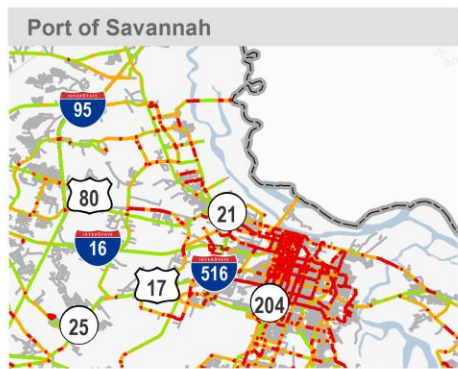 Port of Savannah
INTERSTATE
95
80
21
INTERSTATE
16
INTERSTATE
516
17
204
25